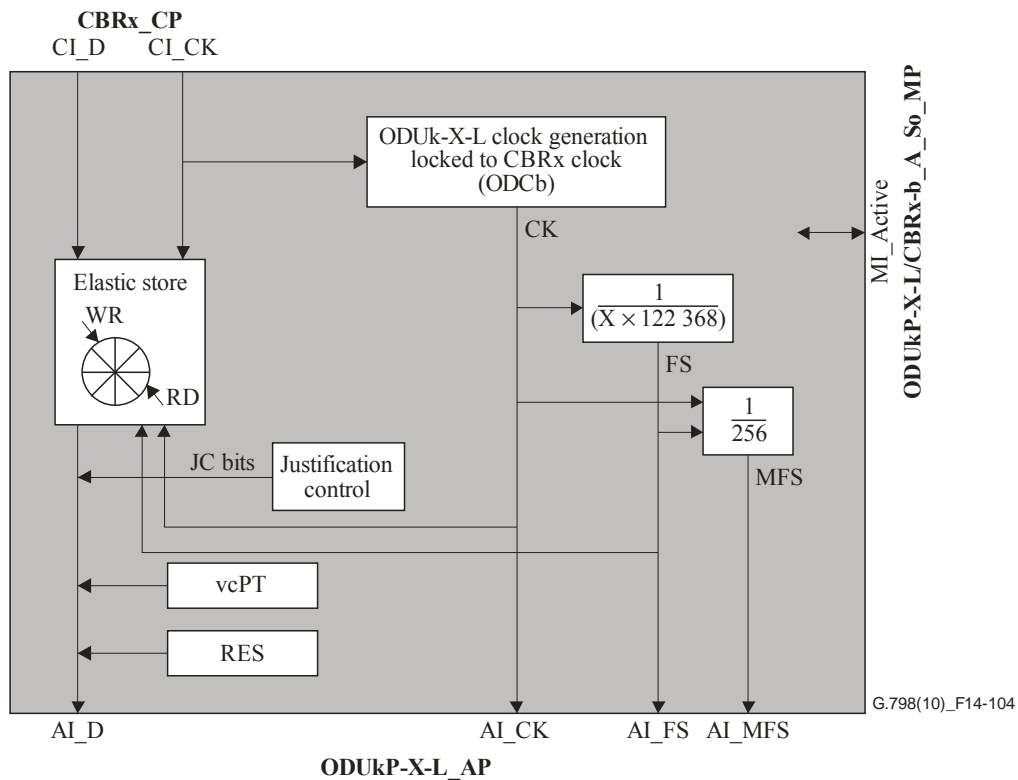 CBRx_CP
CI_D CI_CK
ODUk-X-L clock generation
locked to CBRx clock
(ODCb)
CK
MI_Active
ODUkP-X-L/CBRx-b_A_So_MP
Elastic store
WR
RD
1
(X × 122 368)
FS
1
256
MFS
JC bits
Justification
control
vcPT
RES
G.798(10)_F14-104
AI_D AI_CK AI_FS AI_MFS
ODUkP-X-L_AP